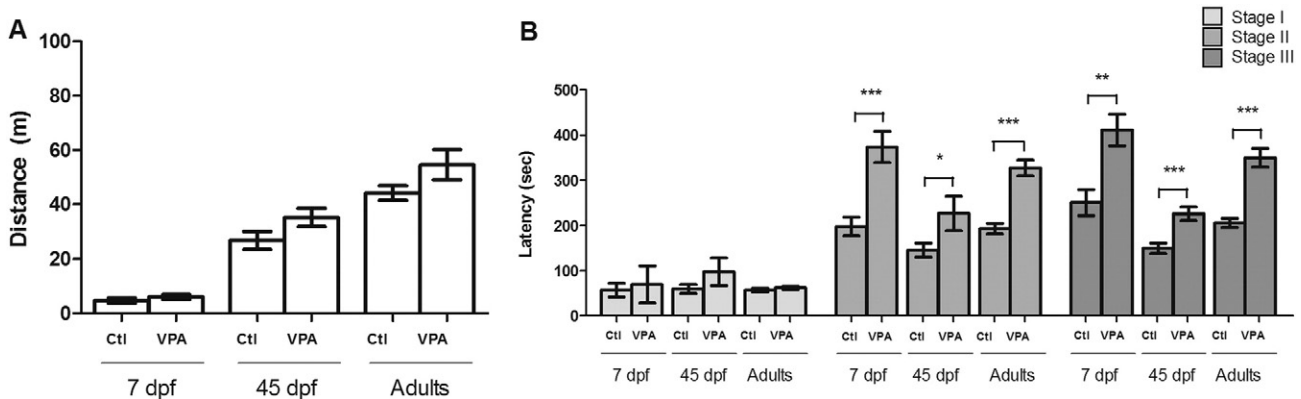 A
Distance (m)
100
80
60
40
20
0
Ctl VPA Ctl VPA Ctl VPA
7 dpf 45 dpf Adults
B
Stage I
Stage II
Stage III
Latency (sec)
500
400
300
200
100
0
*** * *** ** *** ***
Ctl VPA Ctl VPA Ctl VPA Ctl VPA Ctl VPA Ctl VPA Ctl VPA Ctl VPA Ctl VPA
7 dpf 45 dpf Adults 7 dpf 45 dpf Adults 7 dpf 45 dpf Adults